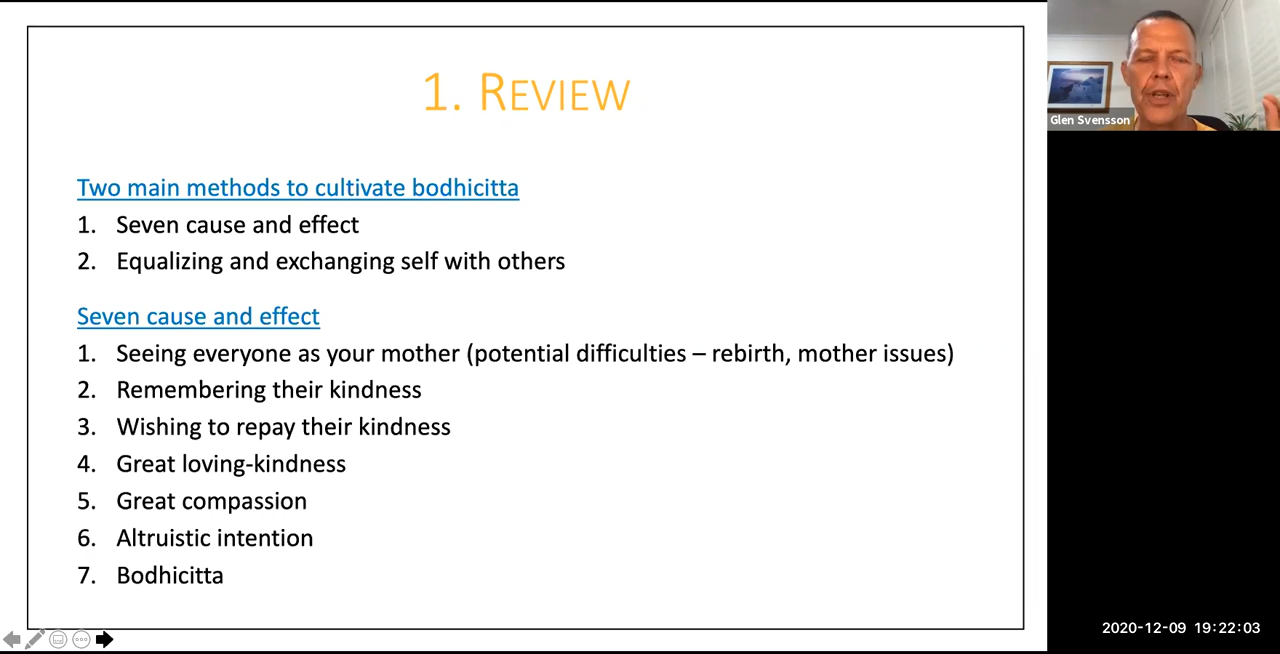 1. REVIEW
Two main methods to cultivate bodhicitta
1. Seven cause and effect
2. Equalizing and exchanging self with others
Seven cause and effect
1. Seeing everyone as your mother (potential difficulties – rebirth, mother issues)
2. Remembering their kindness
3. Wishing to repay their kindness
4. Great loving-kindness
5. Great compassion
6. Altruistic intention
7. Bodhicitta
Glen Svensson
2020-12-09 19:22:03